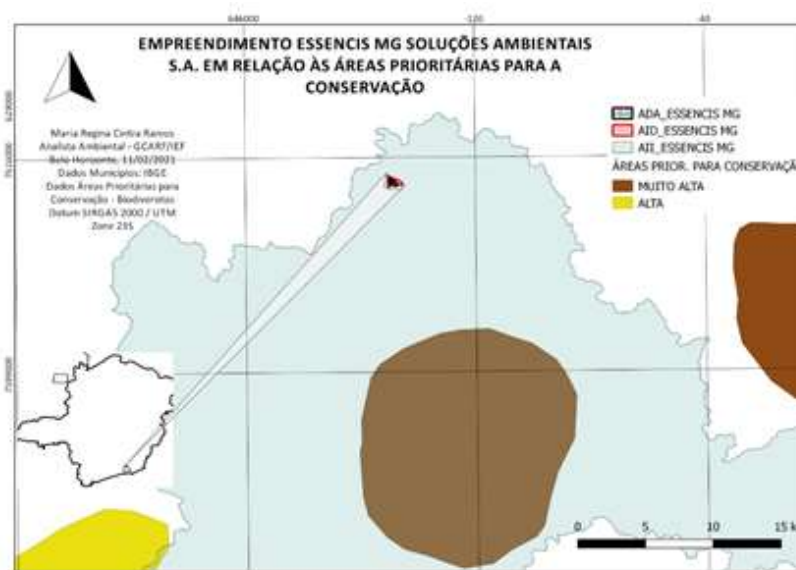 646000
-120
-80
EMPREENDIMENTO ESSENCIS MG SOLUÇÕES AMBIENTAIS
S.A. EM RELAÇÃO ÀS ÁREAS PRIORITÁRIAS PARA A
CONSERVAÇÃO
Maria Regina Cintra Ramos
Analista Ambiental - GCARF/IEF
Belo Horizonte, 11/02/2021
Dados Municípios: IBGE
Dados Áreas Prioritárias para
Conservação - Biodiversitas
Datum SIRGAS 2000 / UTM
Zone 23S
ADA_ESSENCIS MG
AID_ESSENCIS MG
AII_ESSENCIS MG
ÁREAS PRIOR. PARA CONSERVAÇÃ
MUITO ALTA
ALTA
0 5 10 15 k